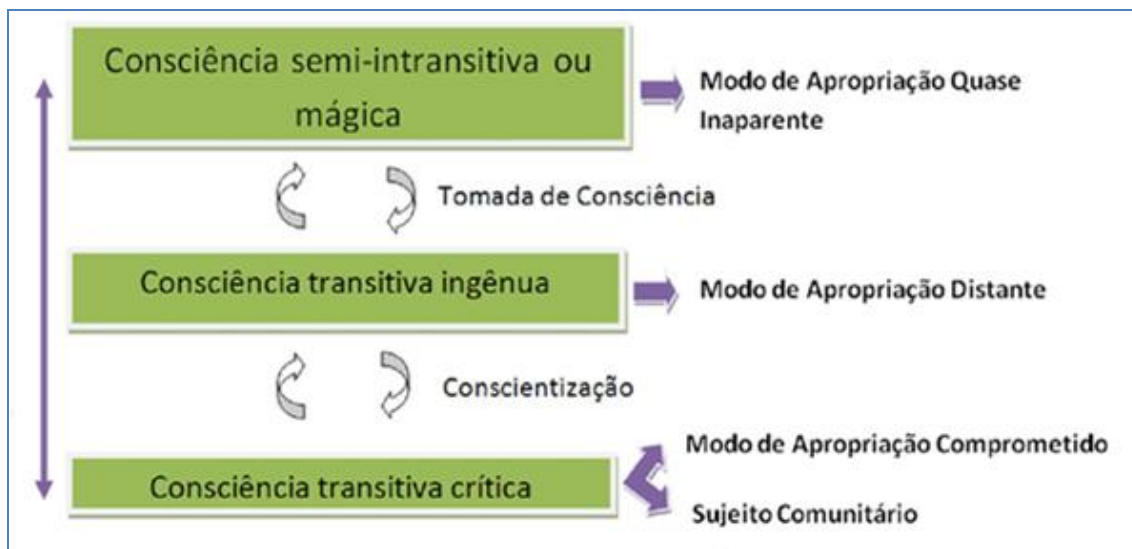 Consciência semi-intransitiva ou
mágica
Modo de Apropriação Quase
Inaparente
Tomada de Consciência
Consciência transitiva ingênua
Modo de Apropriação Distante
Conscientização
Consciência transitiva crítica
Modo de Apropriação Comprometido
Sujeito Comunitário